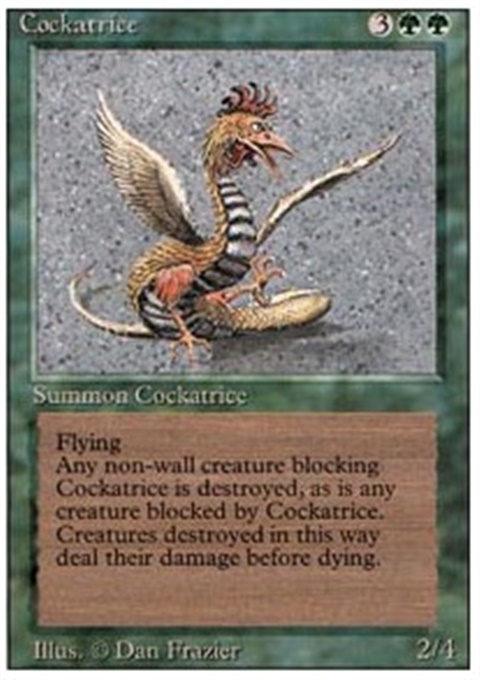 Cockatrice 3
Summon Cockatrice
Flying
Any non-wall creature blocking
Cockatrice is destroyed, as is any
creature blocked by Cockatrice.
Creatures destroyed in this way
deal their damage before dying.
Illus. © Dan Frazier 2/4